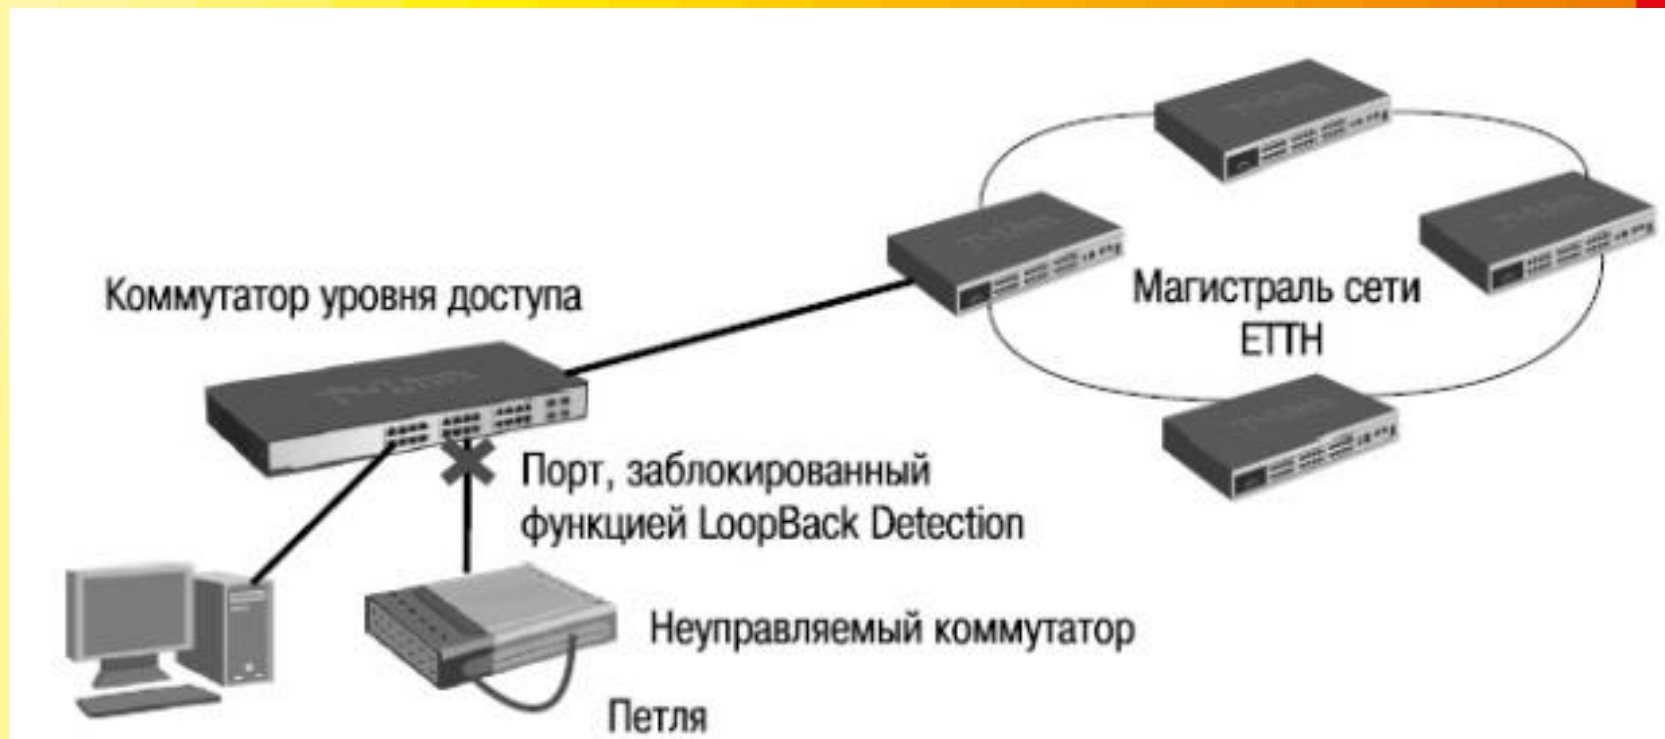 Коммутатор уровня доступа
Магистраль сети
ETTH
Порт, заблокированный
функцией LoopBack Detection
Неуправляемый коммутатор
Петля